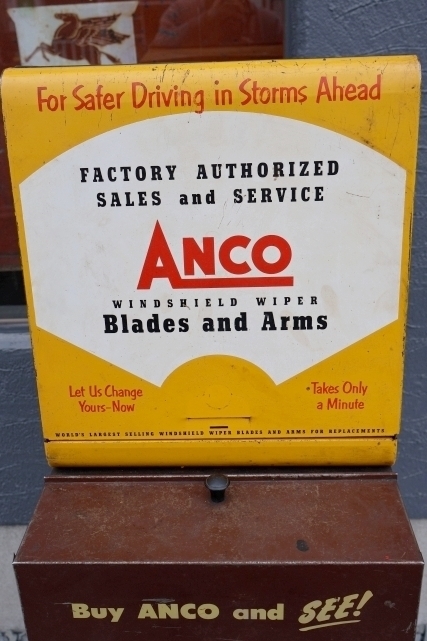 For Safer Driving in Storms Ahead
FACTORY AUTHORIZED
SALES and SERVICE
ANCO
WINDSHIELD WIPER
Blades and Arms
Let Us Change
Yours-Now
Takes Only
a Minute
WORLD'S LARGEST SELLING WINDSHIELD WIPER BLADES AND ARMS FOR REPLACEMENTS
Buy ANCO and SEE!